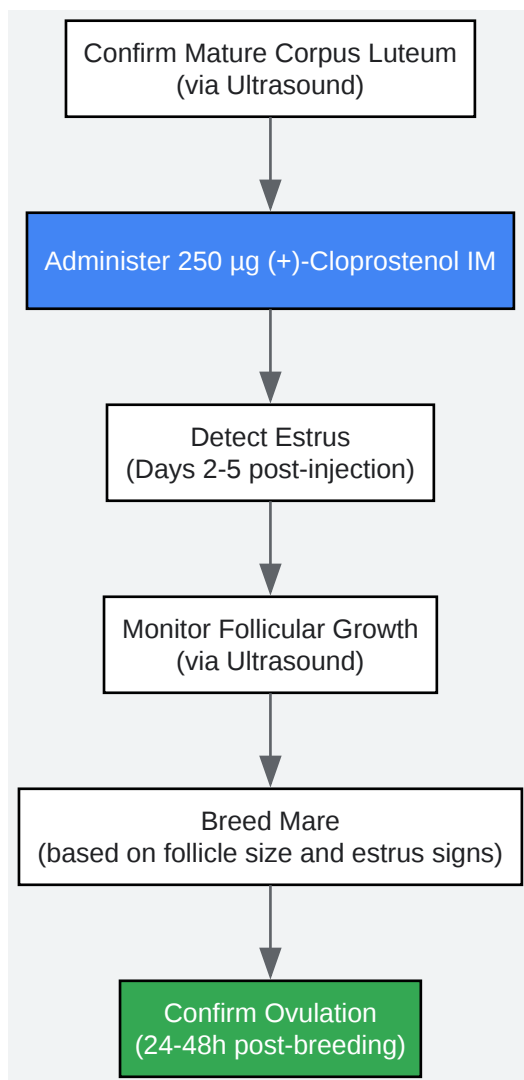 Confirm Mature Corpus Luteum
(via Ultrasound)
Administer 250 µg (+)-Cloprostenol IM
Detect Estrus
(Days 2-5 post-injection)
Monitor Follicular Growth
(via Ultrasound)
Breed Mare
(based on follicle size and estrus signs)
Confirm Ovulation
(24-48h post-breeding)